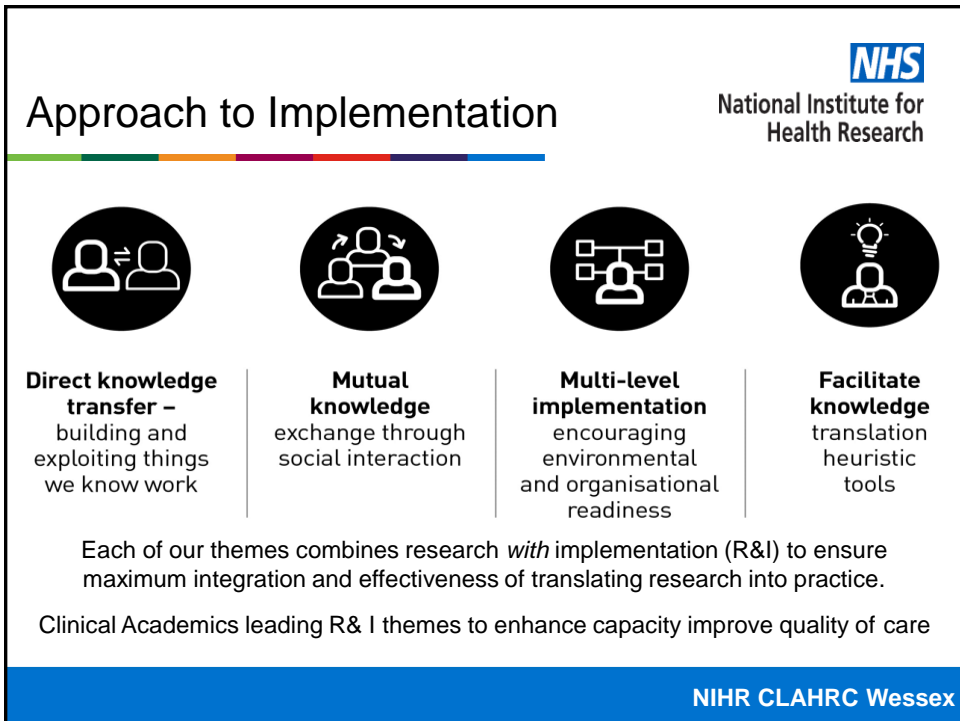 NHS
National Institute for
Health Research
Approach to Implementation
Direct knowledge
transfer –
building and
exploiting things
we know work
Mutual
knowledge
exchange through
social interaction
Multi-level
implementation
encouraging
environmental
and organisational
readiness
Facilitate
knowledge
translation
heuristic
tools
Each of our themes combines research with implementation (R&I) to ensure
maximum integration and effectiveness of translating research into practice.
Clinical Academics leading R& I themes to enhance capacity improve quality of care
NIHR CLAHRC Wessex